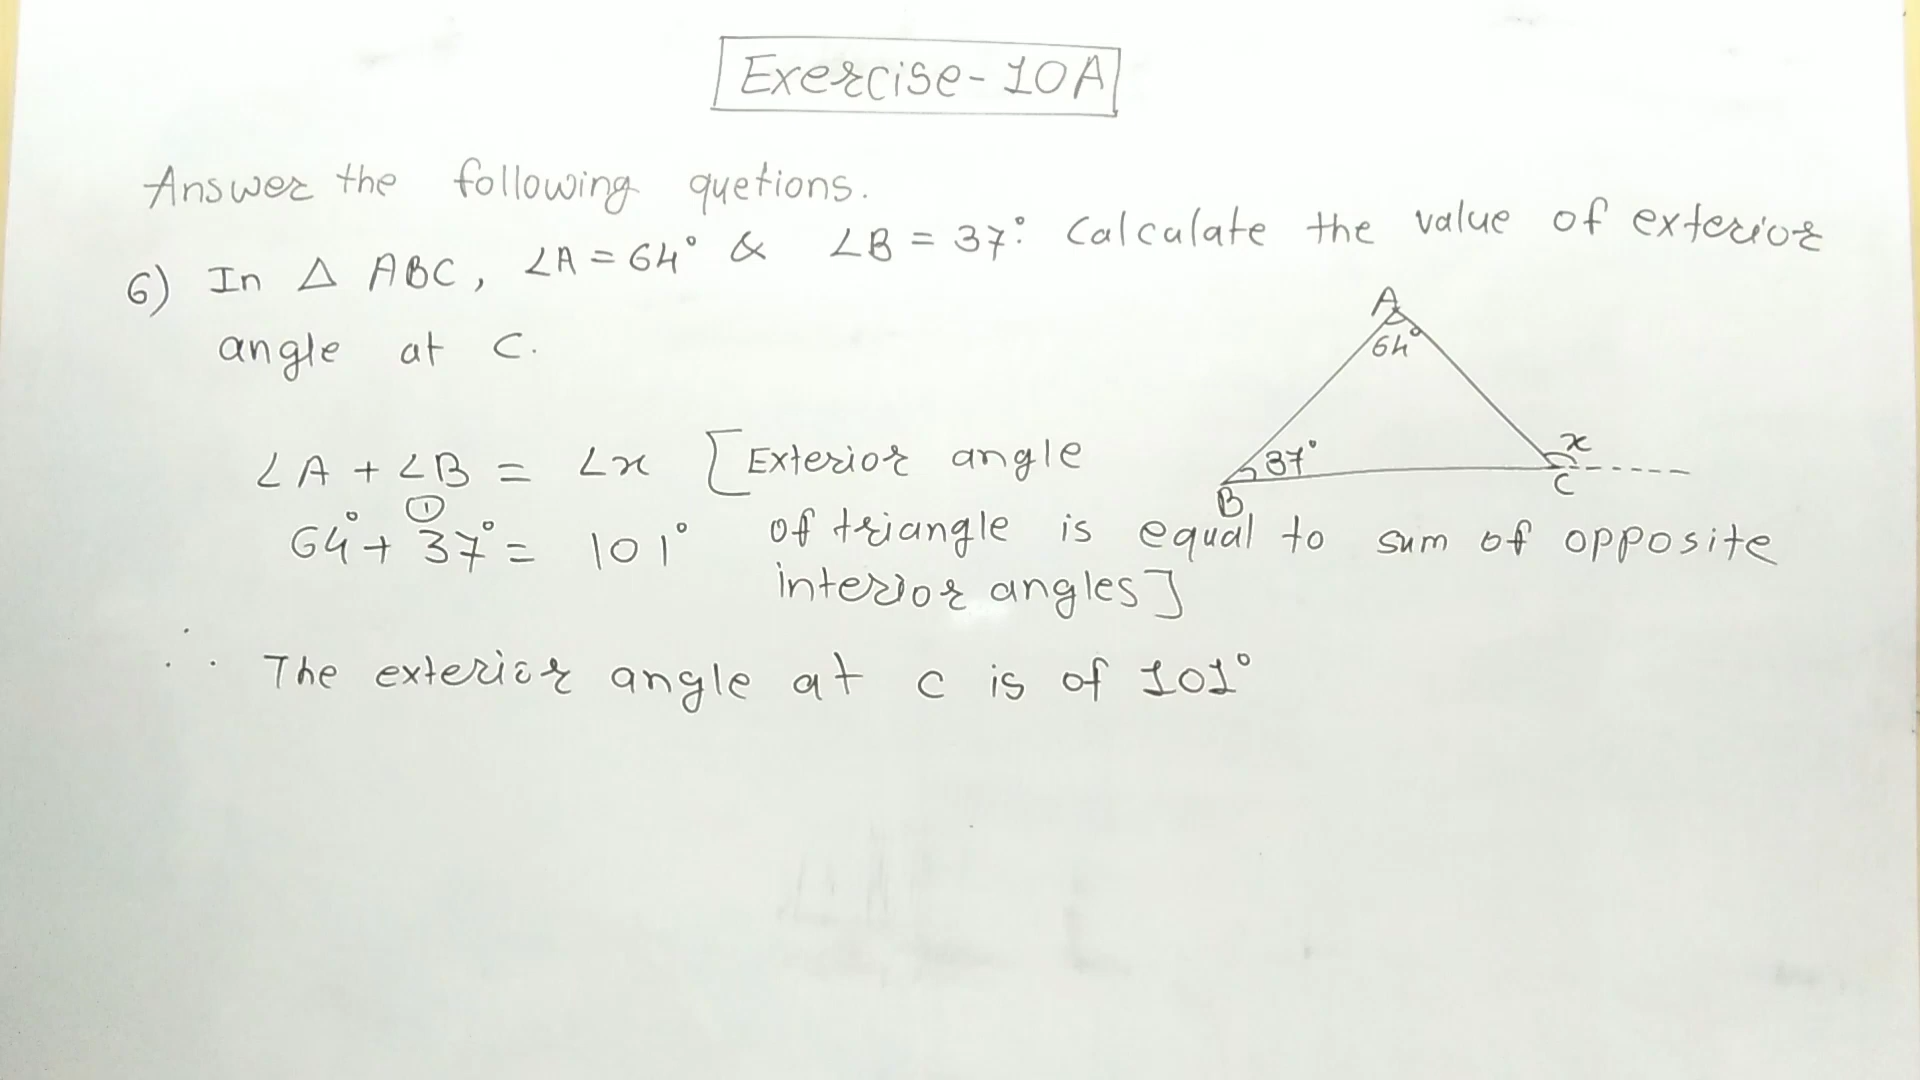 Exercise-10A
Answer the following quetions.
6) In △ ABC, ∠A = 64° & ∠B = 37°. Calculate the value of exterior
angle at C.
A
64°
37°
x
B
C
∠A + ∠B = ∠x [Exterior angle
of triangle is equal to sum of opposite
interior angles]
①
64° + 37° = 101°
∴ The exterior angle at c is of 101°